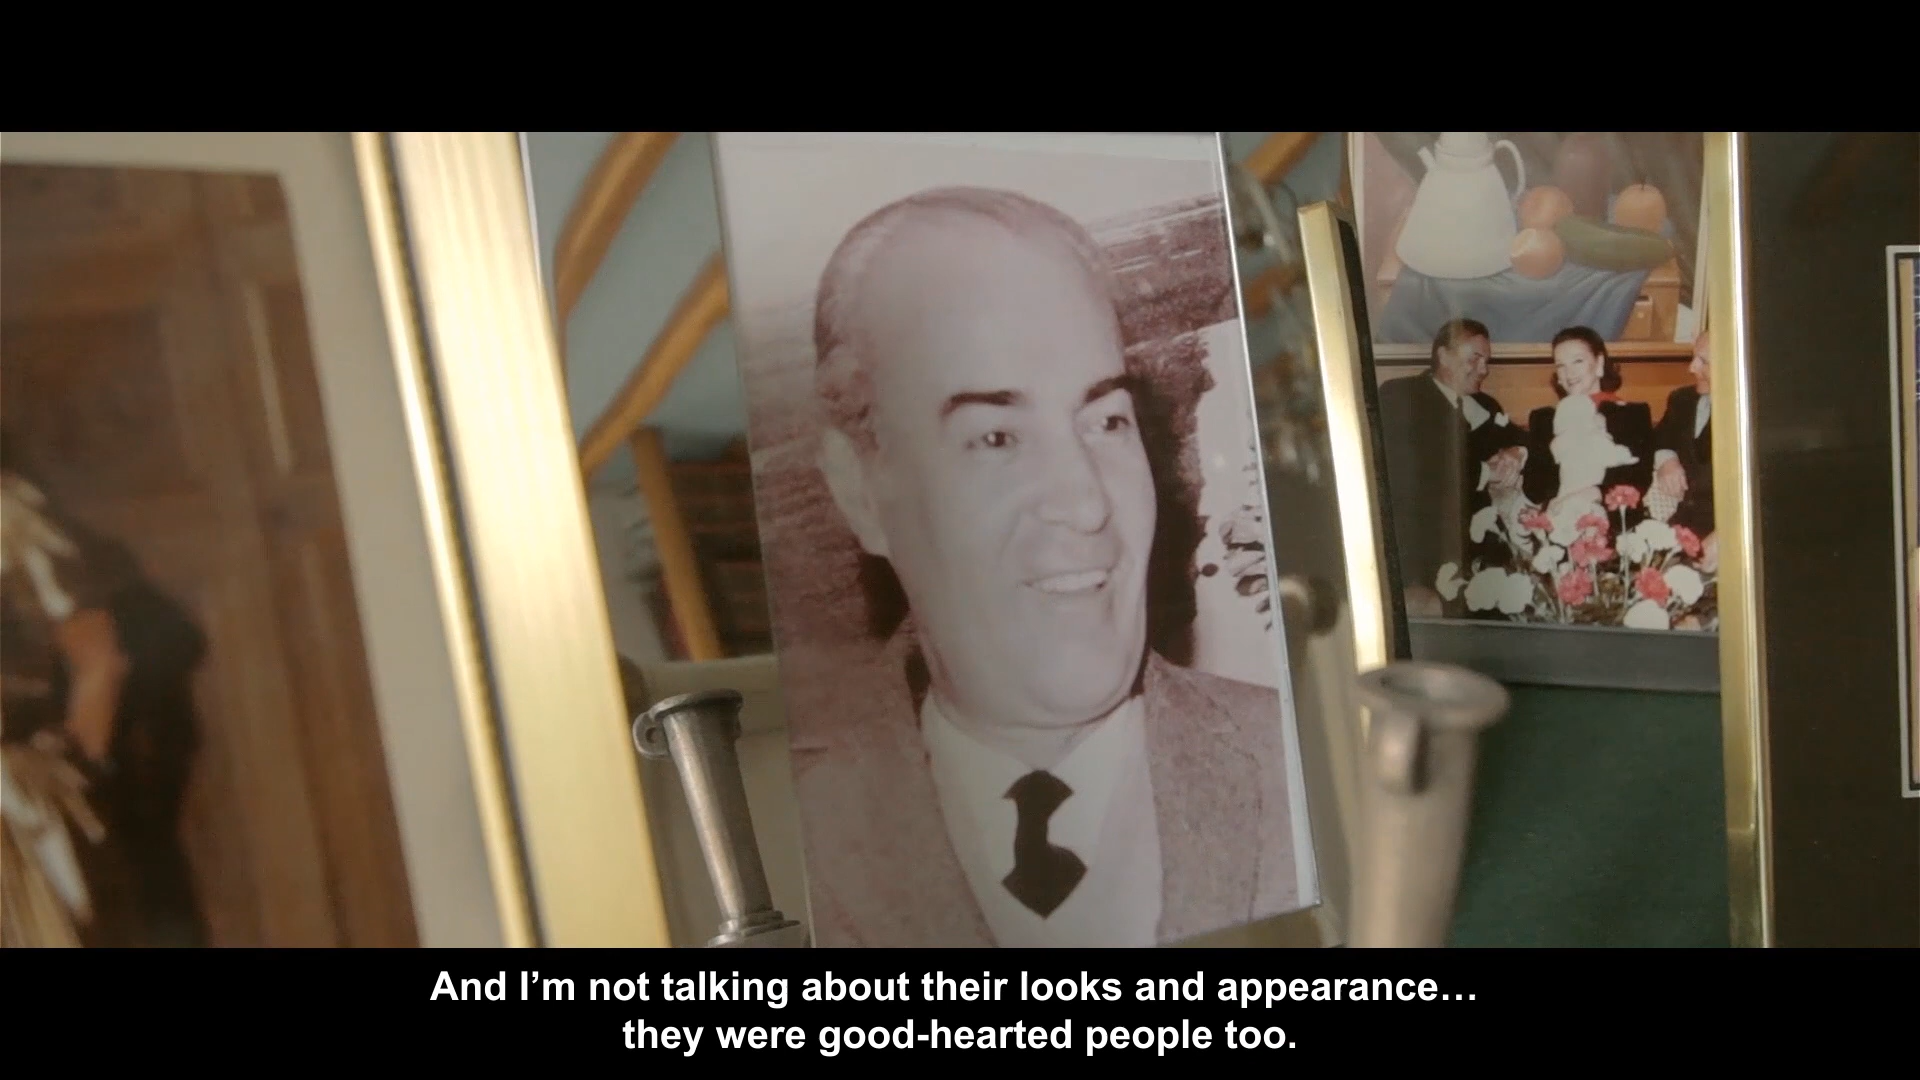 And I’m not talking about their looks and appearance…
they were good-hearted people too.